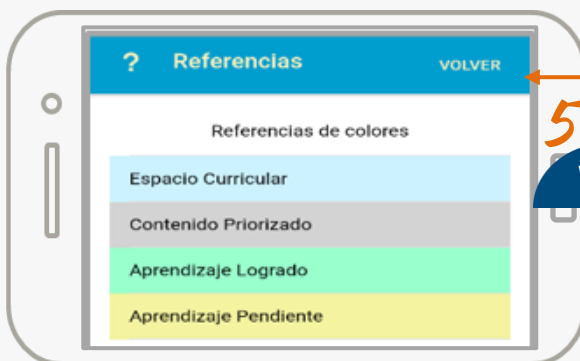 ? Referencias VOLVER
Referencias de colores
5
Espacio Curricular
Contenido Priorizado
Aprendizaje Logrado
Aprendizaje Pendiente